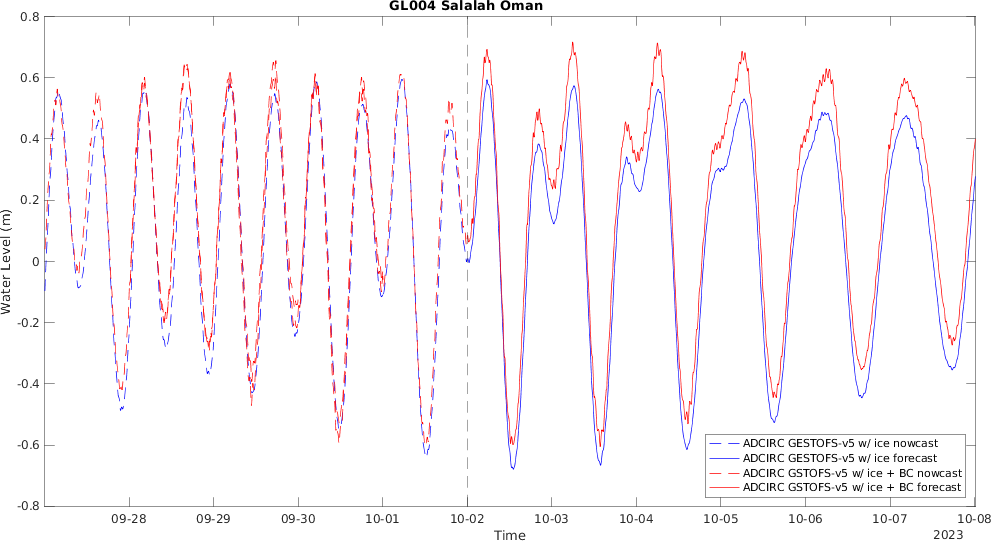 GL004 Salalah Oman
0.8
0.6
0.4
0.2
0
-0.2
-0.4
-0.6
-0.8
Water Level (m)
ADCIRC GESTOFS-v5 w/ ice nowcast
ADCIRC GESTOFS-v5 w/ ice forecast
ADCIRC GSTOFS-v5 w/ ice + BC nowcast
ADCIRC GSTOFS-v5 w/ ice + BC forecast
09-28 09-29 09-30 10-01 10-02 10-03 10-04 10-05 10-06 10-07 10-08
Time
2023